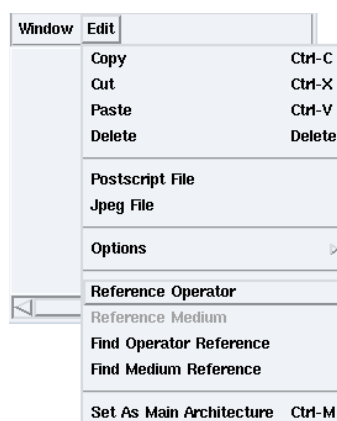 Window Edit
Copy Ctrl-C
Cut Ctrl-X
Paste Ctrl-V
Delete Delete
Postscript File
Jpeg File
Options
Reference Operator
Reference Medium
Find Operator Reference
Find Medium Reference
Set As Main Architecture Ctrl-M